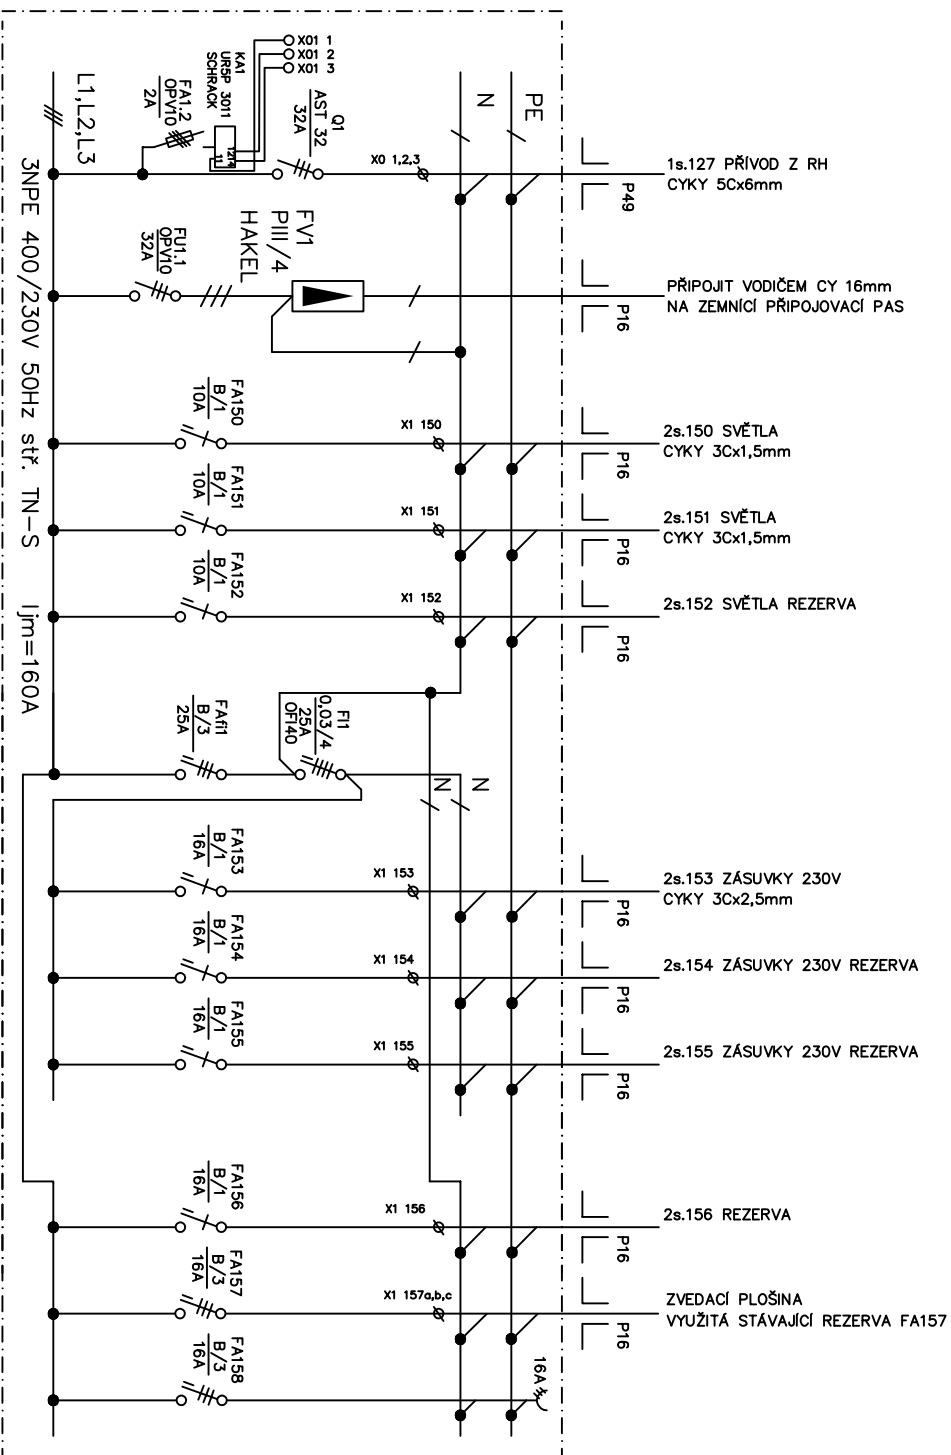 X01 1
X01 2
X01 3
KA1
UR5P 3011
SCHRACK
1214
11
FA1.2
OPV10
2A
Q1
AST 32
32A
L1,L2,L3
N
PE
X0 1,2,3
P49
1s.127 PŘÍVOD Z RH
CYKY 5Cx6mm
3NPE 400/230V 50Hz stř. TN-S Ijm=160A
FU1.1
OPV10
32A
FV1
PIII/4
HAKEL
P16
PŘIPOJIT VODIČEM CY 16mm
NA ZEMNÍCÍ PŘIPOJOVACÍ PAS
FA150
B/1
10A
X1 150
P16
2s.150 SVĚTLA
CYKY 3Cx1,5mm
FA151
B/1
10A
X1 151
P16
2s.151 SVĚTLA
CYKY 3Cx1,5mm
FA152
B/1
10A
X1 152
P16
2s.152 SVĚTLA REZERVA
FAfi1
B/3
25A
FI1
0,03/4
25A
OFI40
N
N
FA153
B/1
16A
X1 153
P16
2s.153 ZÁSUVKY 230V
CYKY 3Cx2,5mm
FA154
B/1
16A
X1 154
P16
2s.154 ZÁSUVKY 230V REZERVA
FA155
B/1
16A
X1 155
P16
2s.155 ZÁSUVKY 230V REZERVA
FA156
B/1
16A
X1 156
P16
2s.156 REZERVA
FA157
B/3
16A
X1 157a,b,c
P16
ZVEDACÍ PLOŠINA
VYUŽITÁ STÁVAJÍCÍ REZERVA FA157
FA158
B/3
16A
16A